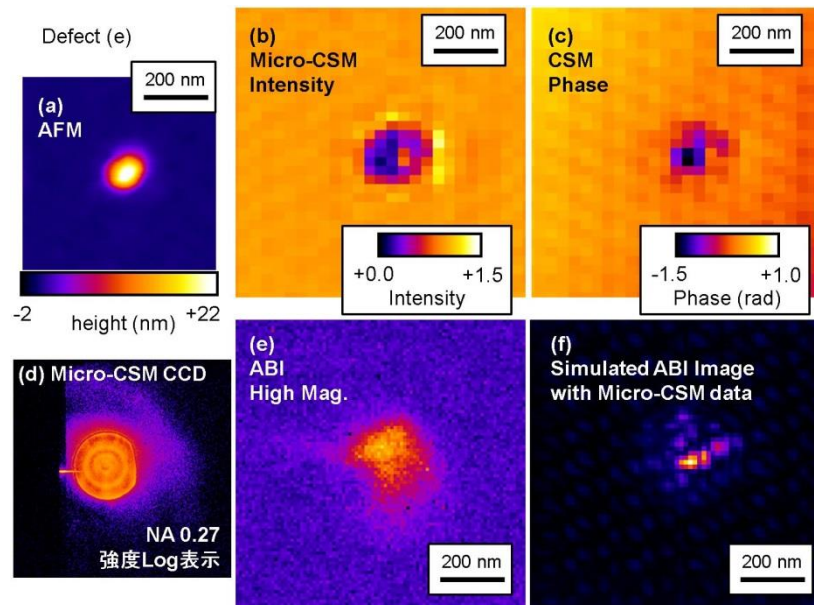 Defect (e)
200 nm
(a)
AFM
-2
+22
height (nm)
(b)
Micro-CSM
Intensity
200 nm
+0.0
+1.5
Intensity
(c)
CSM
Phase
200 nm
-1.5
+1.0
Phase (rad)
(d) Micro-CSM CCD
NA 0.27
強度Log表示
(e)
ABI
High Mag.
200 nm
(f)
Simulated ABI Image
with Micro-CSM data
200 nm